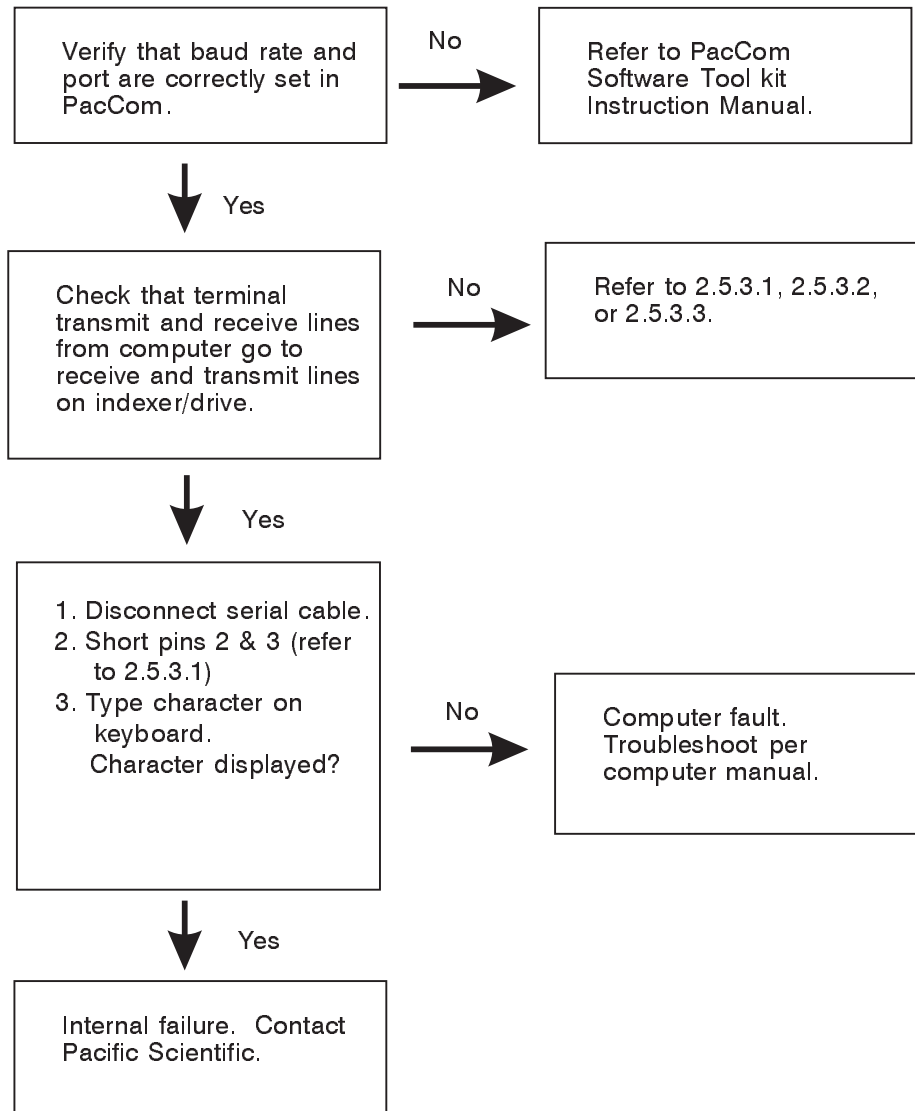 Verify that baud rate and
port are correctly set in
PacCom.
No
Refer to PacCom
Software Tool kit
Instruction Manual.
Yes
Check that terminal
transmit and receive lines
from computer go to
receive and transmit lines
on indexer/drive.
No
Refer to 2.5.3.1, 2.5.3.2,
or 2.5.3.3.
Yes
1. Disconnect serial cable.
2. Short pins 2 & 3 (refer
to 2.5.3.1)
3. Type character on
keyboard.
Character displayed?
No
Computer fault.
Troubleshoot per
computer manual.
Yes
Internal failure. Contact
Pacific Scientific.